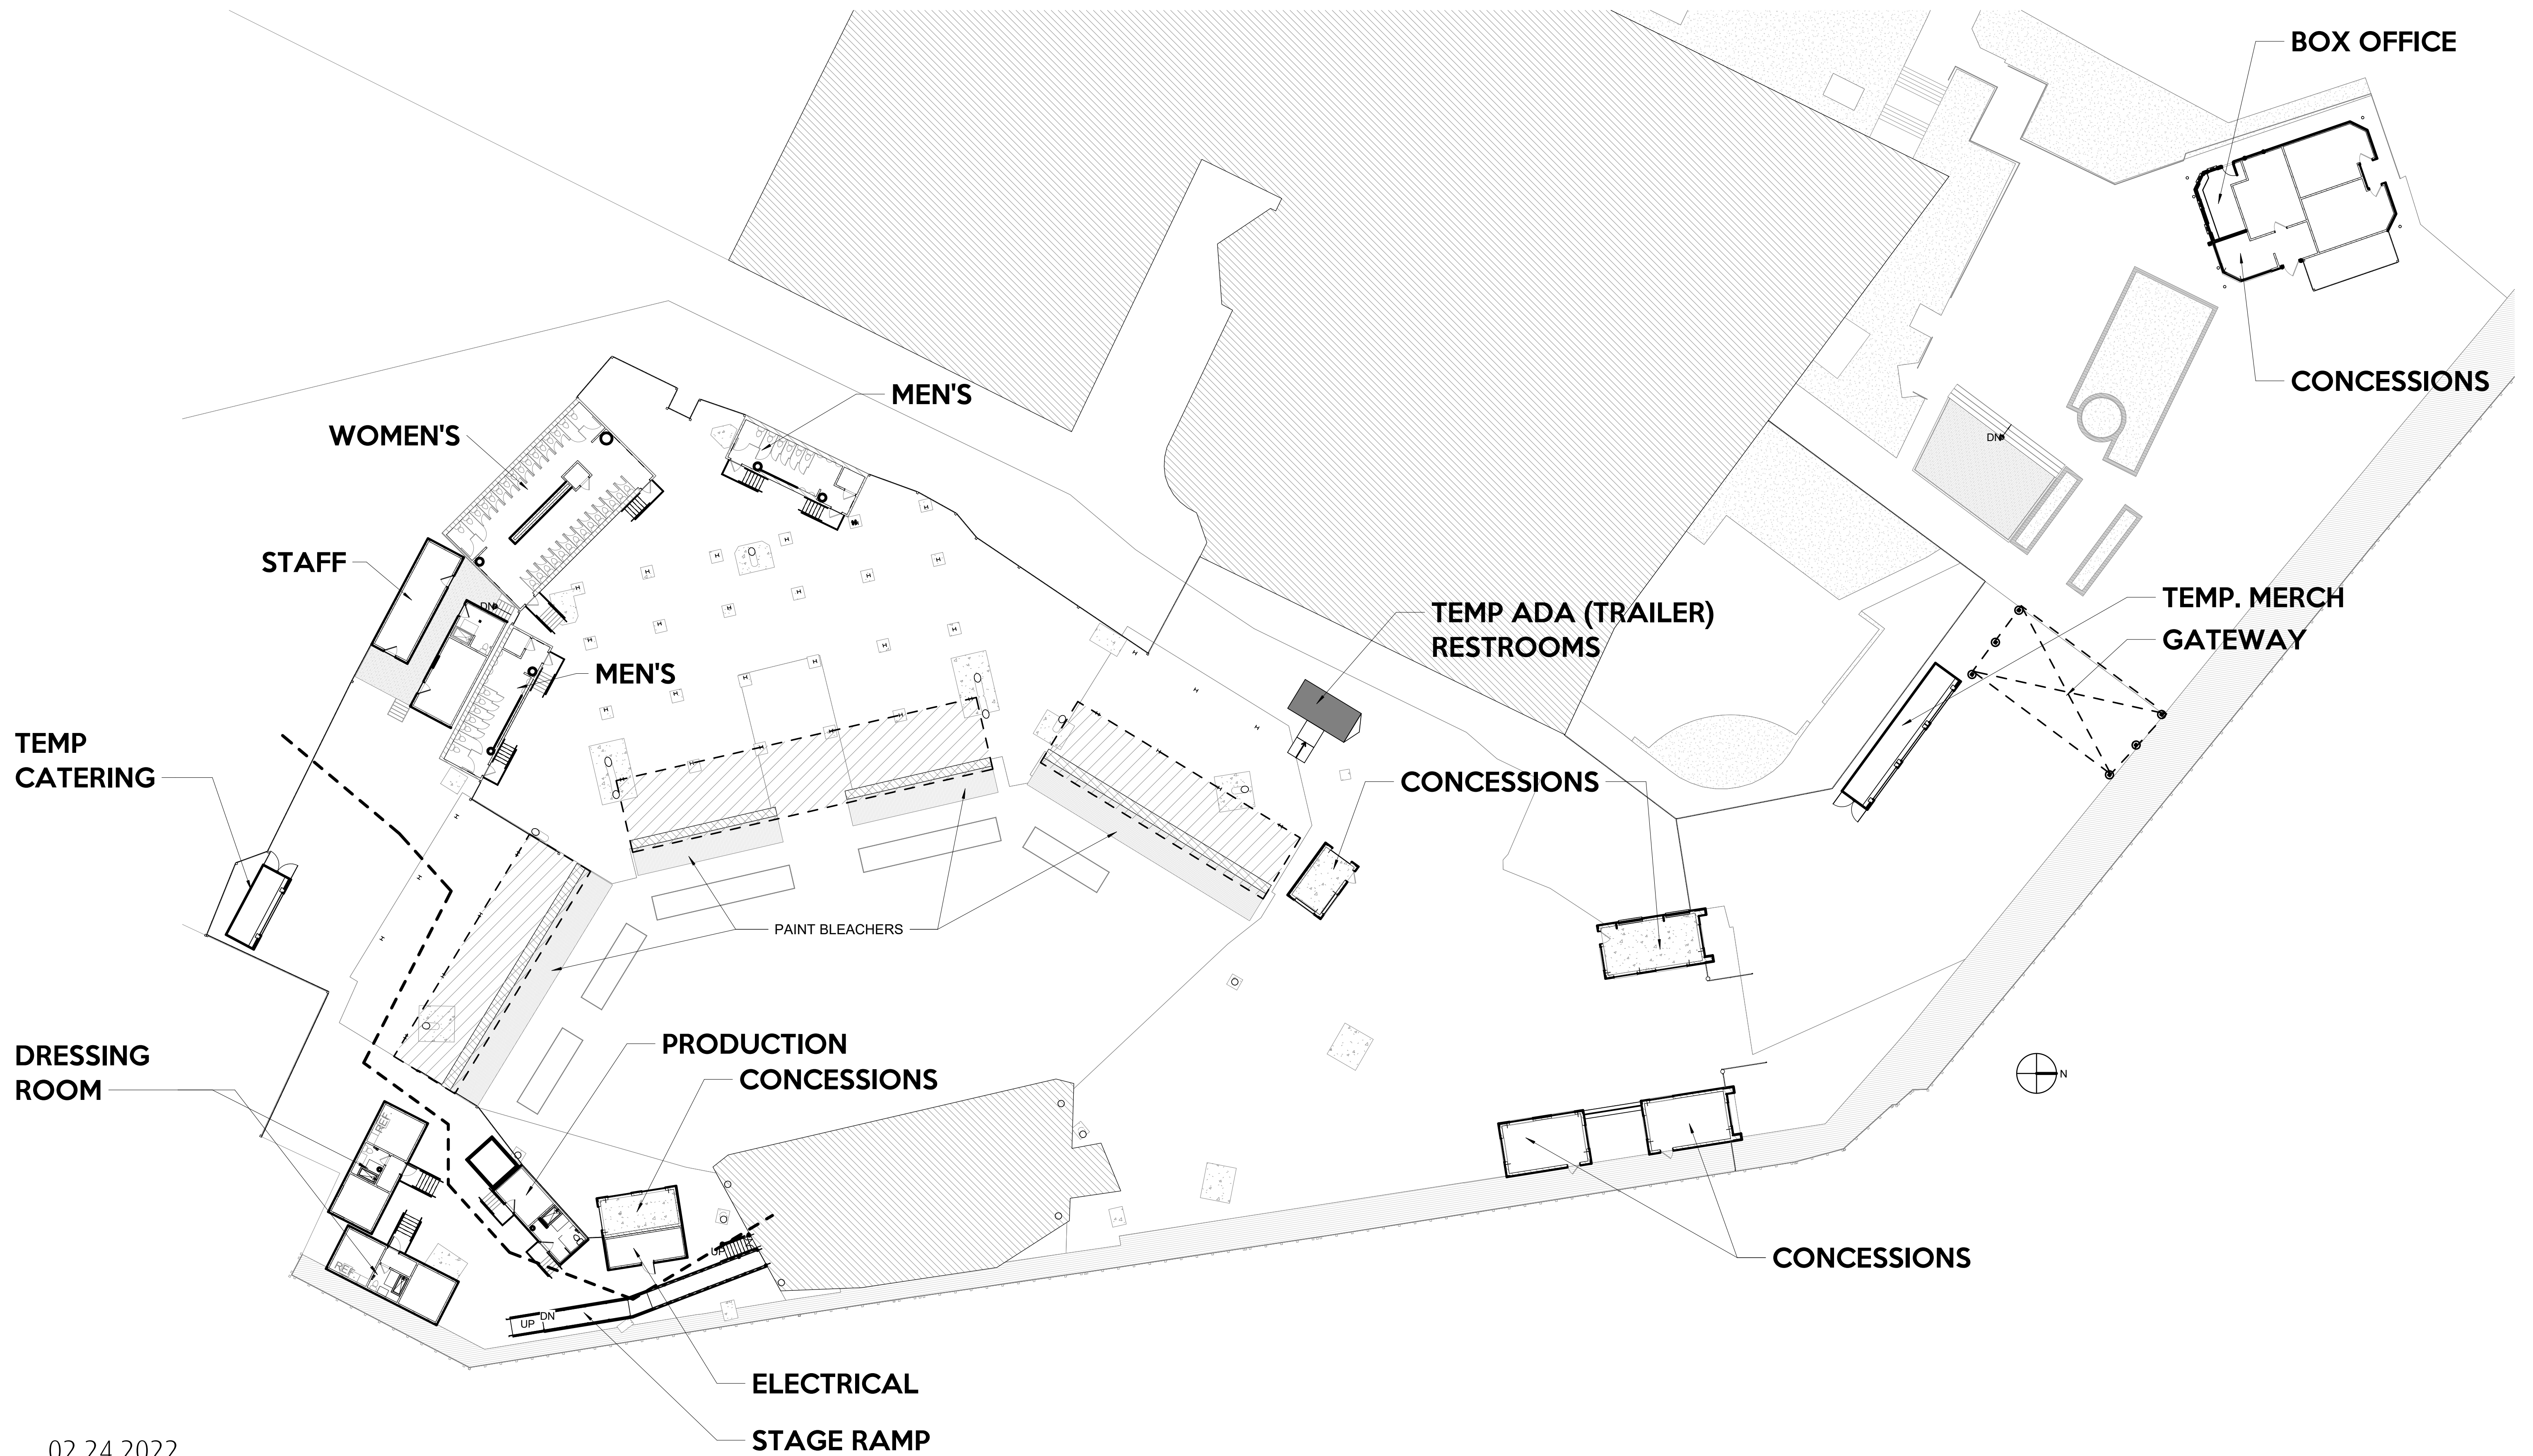 BOX OFFICE
CONCESSIONS
MEN'S
WOMEN'S
DN
STAFF
DN
TEMP. MERCH
GATEWAY
TEMP ADA (TRAILER)
RESTROOMS
MEN'S
TEMP
CATERING
CONCESSIONS
PAINT BLEACHERS
PRODUCTION
CONCESSIONS
DRESSING
ROOM
N
REF.
REF.
UP
CONCESSIONS
UP
DN
ELECTRICAL
STAGE RAMP
02.24.2022